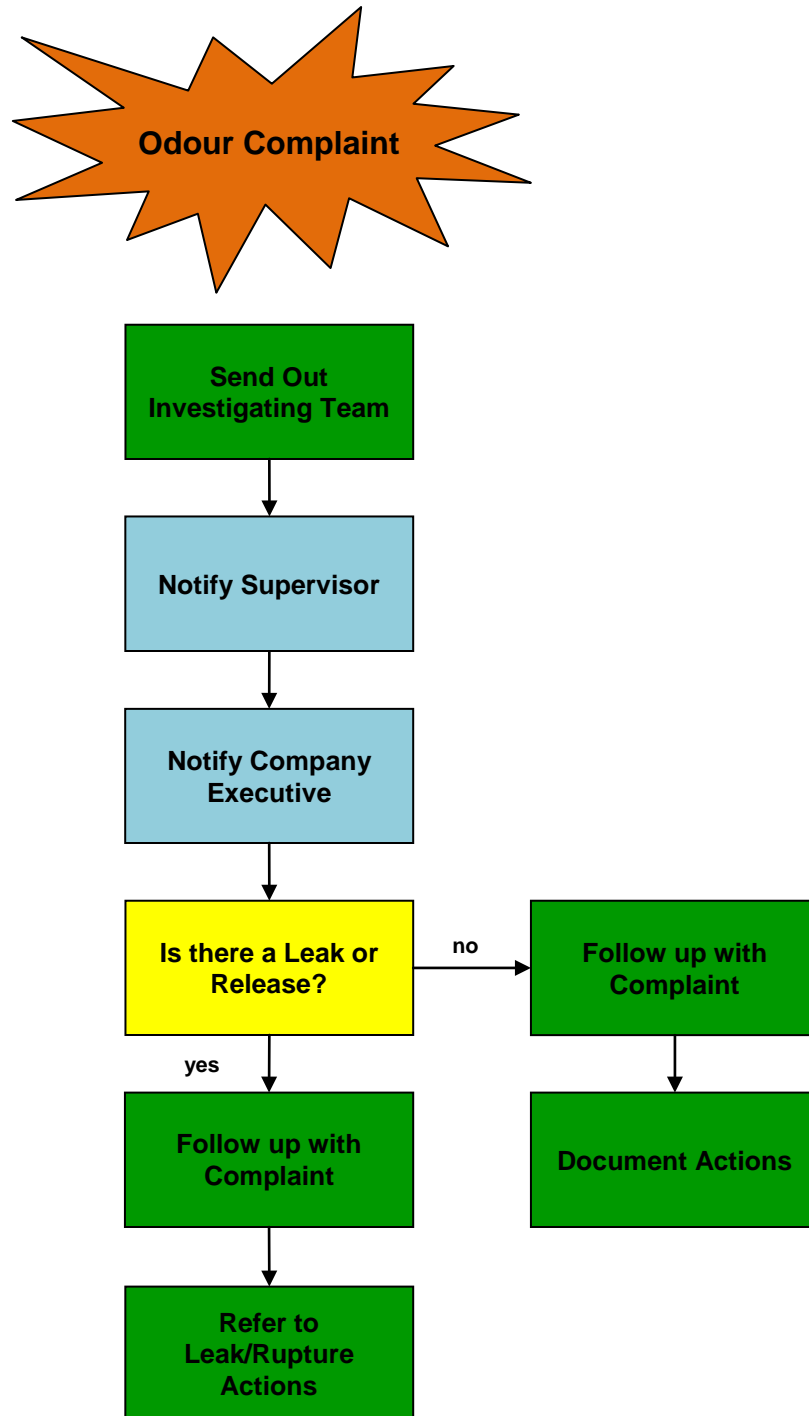 Odour Complaint
Send Out
Investigating Team
Notify Supervisor
Notify Company
Executive
Is there a Leak or
Release?
no
Follow up with
Complaint
yes
Follow up with
Complaint
Document Actions
Refer to
Leak/Rupture
Actions